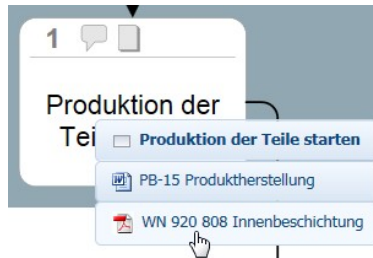 1
Produktion der
Tei
Produktion der Teile starten
PB-15 Produktherstellung
WN 920 808 Innenbeschichtung